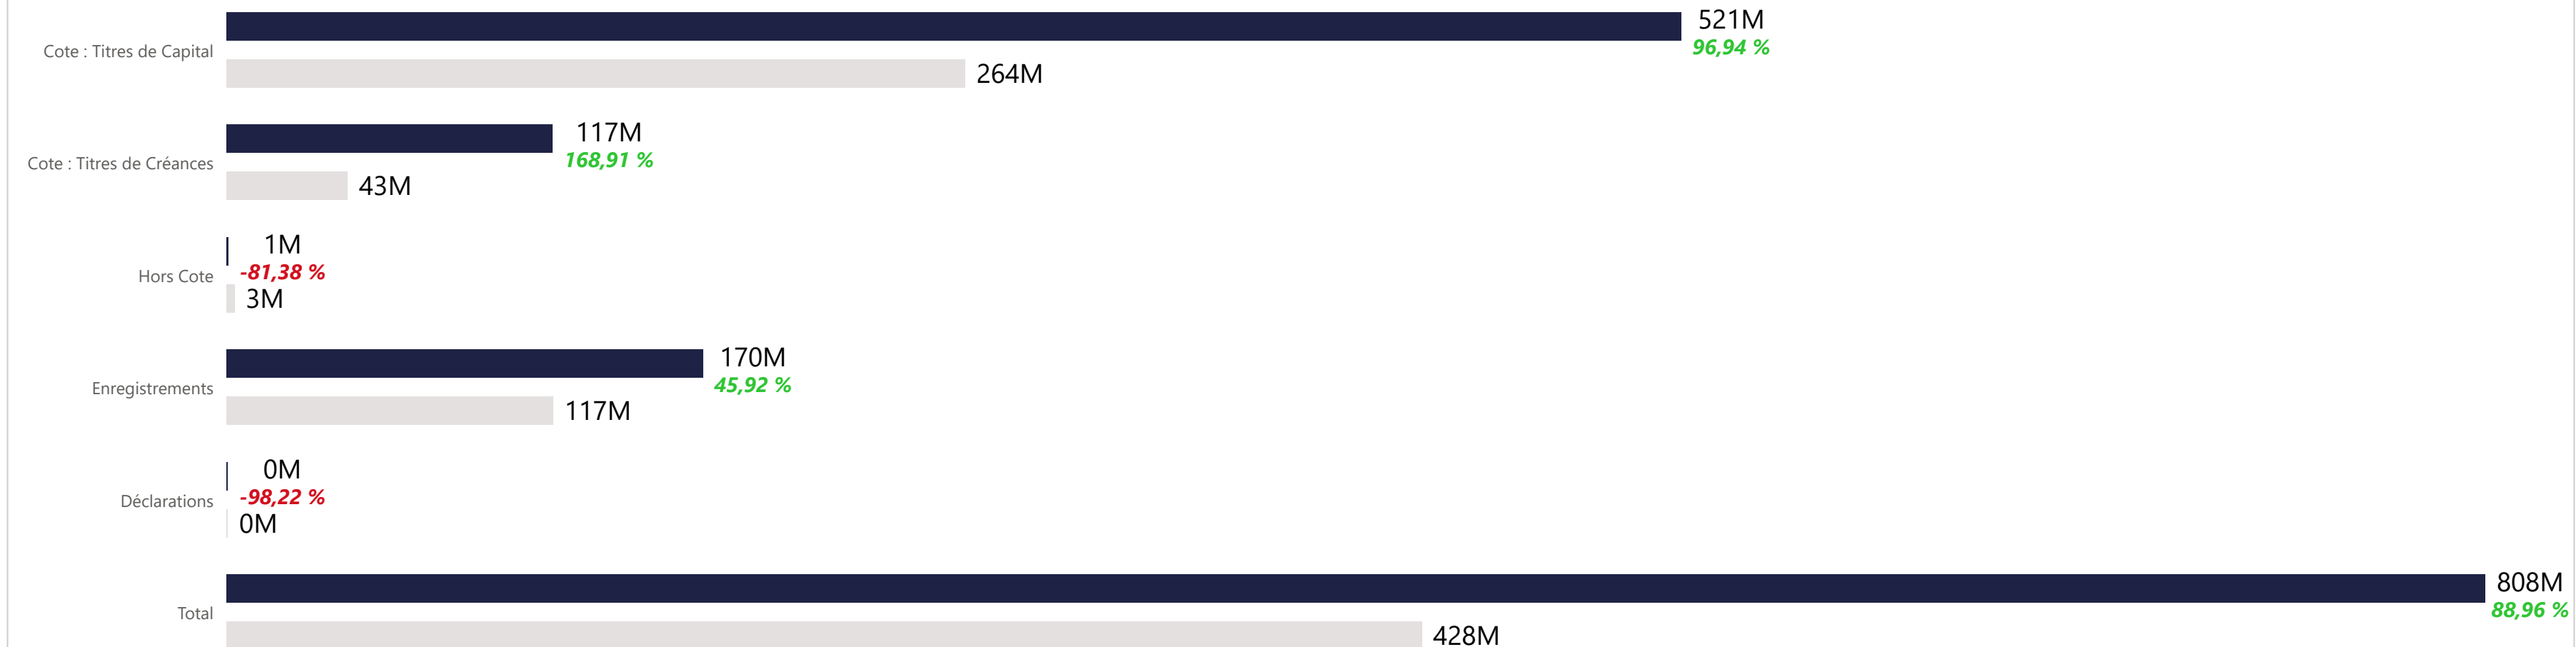 521M
96,94 %
Cote : Titres de Capital
264M
117M
168,91 %
Cote : Titres de Créances
43M
1M
-81,38 %
Hors Cote
3M
170M
45,92 %
Enregistrements
117M
0M
-98,22 %
Déclarations
0M
808M
88,96 %
Total
428M